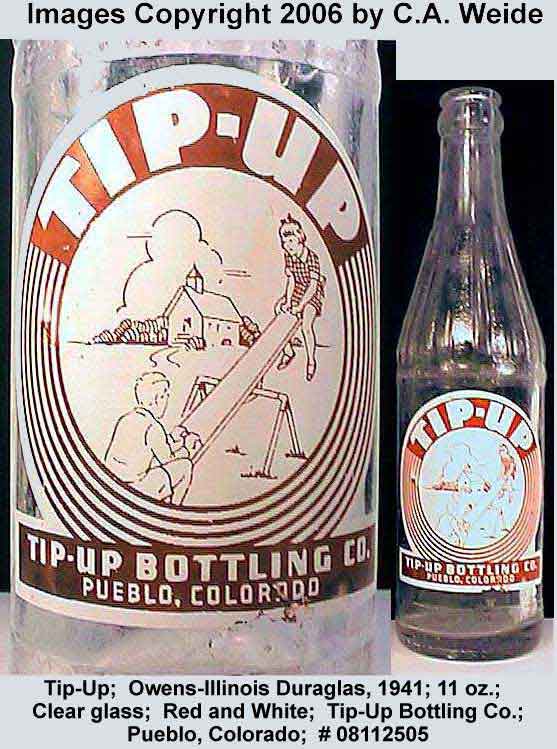 Images Copyright 2006 by C.A. Weide
TIP-UP
TIP-UP BOTTLING CO.
PUEBLO, COLORADO
TIP-UP
TIP-UP BOTTLING CO.
PUEBLO, COLORADO
Tip-Up;  Owens-Illinois Duraglas, 1941; 11 oz.;
Clear glass;  Red and White;  Tip-Up Bottling Co.;
Pueblo, Colorado;  # 08112505